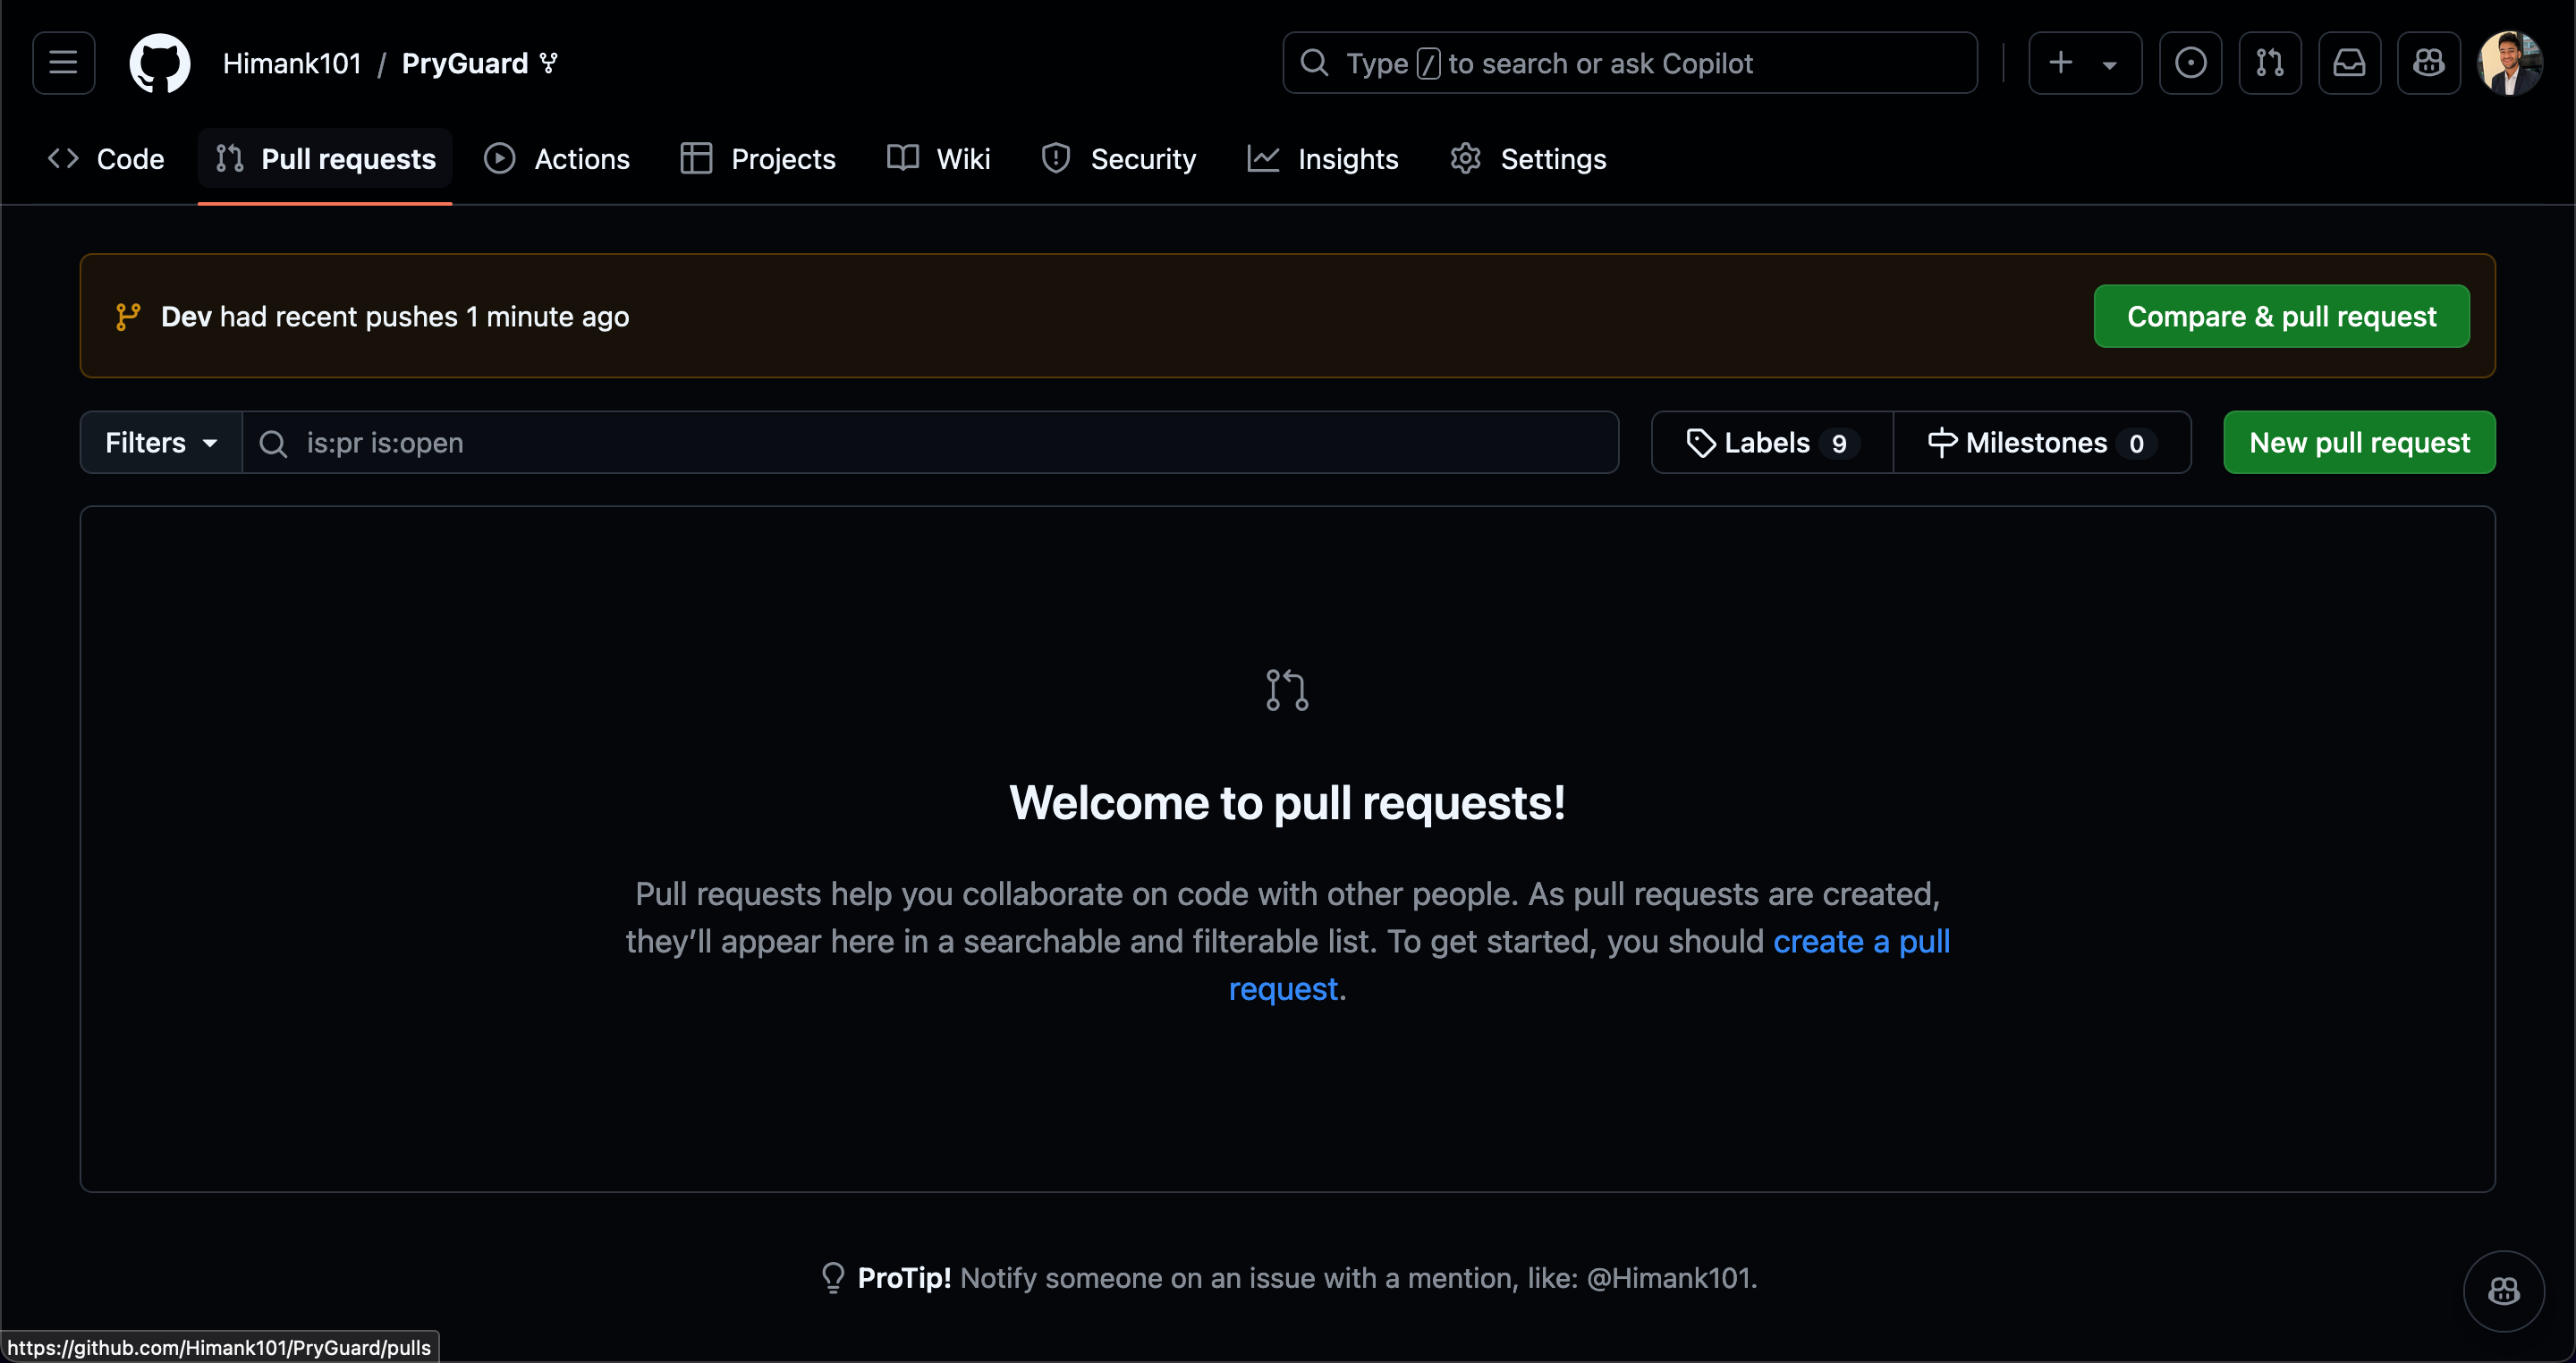 Himank101 / PryGuard
Type / to search or ask Copilot
Code
Pull requests
Actions
Projects
Wiki
Security
Insights
Settings
Dev had recent pushes 1 minute ago
Compare & pull request
Filters
is:pr is:open
Labels 9
Milestones 0
New pull request
Welcome to pull requests!
Pull requests help you collaborate on code with other people. As pull requests are created,
they’ll appear here in a searchable and filterable list. To get started, you should create a pull
request.
ProTip! Notify someone on an issue with a mention, like: @Himank101.
https://github.com/Himank101/PryGuard/pulls